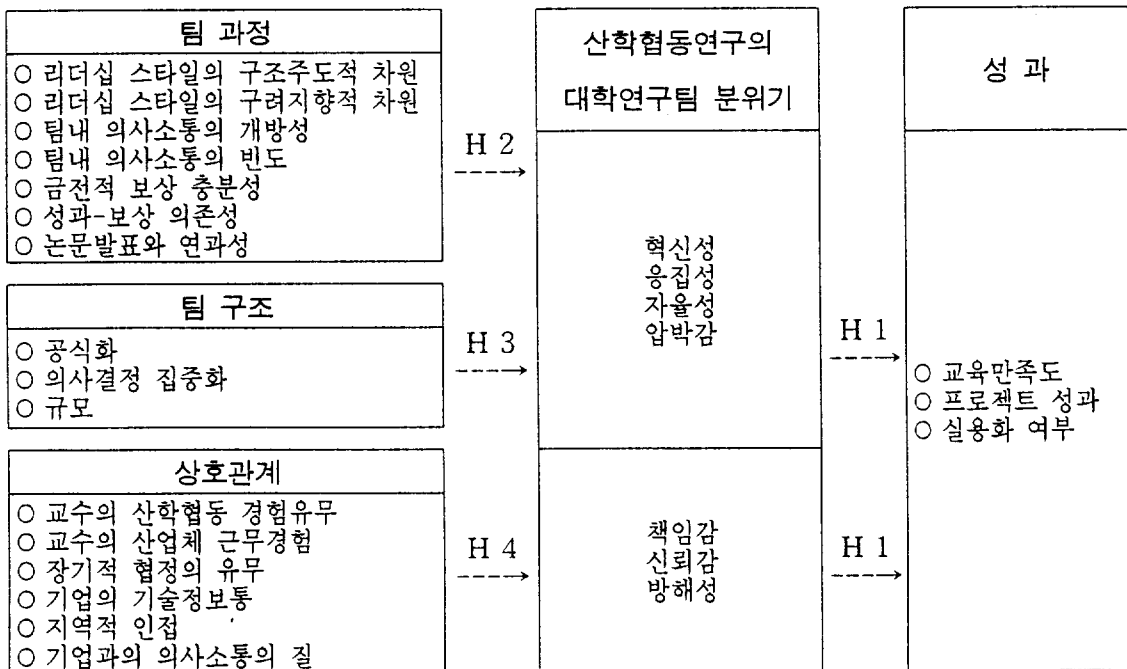 팀 과정
○ 리더십 스타일의 구조주도적 차원
○ 리더십 스타일의 구려지향적 차원
○ 팀내 의사소통의 개방성
○ 팀내 의사소통의 빈도
○ 금전적 보상 충분성
○ 성과-보상 의존성
○ 논문발표와 연과성
H 2
팀 구조
○ 공식화
○ 의사결정 집중화
○ 규모
H 3
상호관계
○ 교수의 산학협동 경험유무
○ 교수의 산업체 근무경험
○ 장기적 협정의 유무
○ 기업의 기술정보통
○ 지역적 인접
○ 기업과의 의사소통의 질
H 4
산학협동연구의
대학연구팀 분위기
혁신성
응집성
자율성
압박감
H 1
책임감
신뢰감
방해성
H 1
성 과
○ 교육만족도
○ 프로젝트 성과
○ 실용화 여부